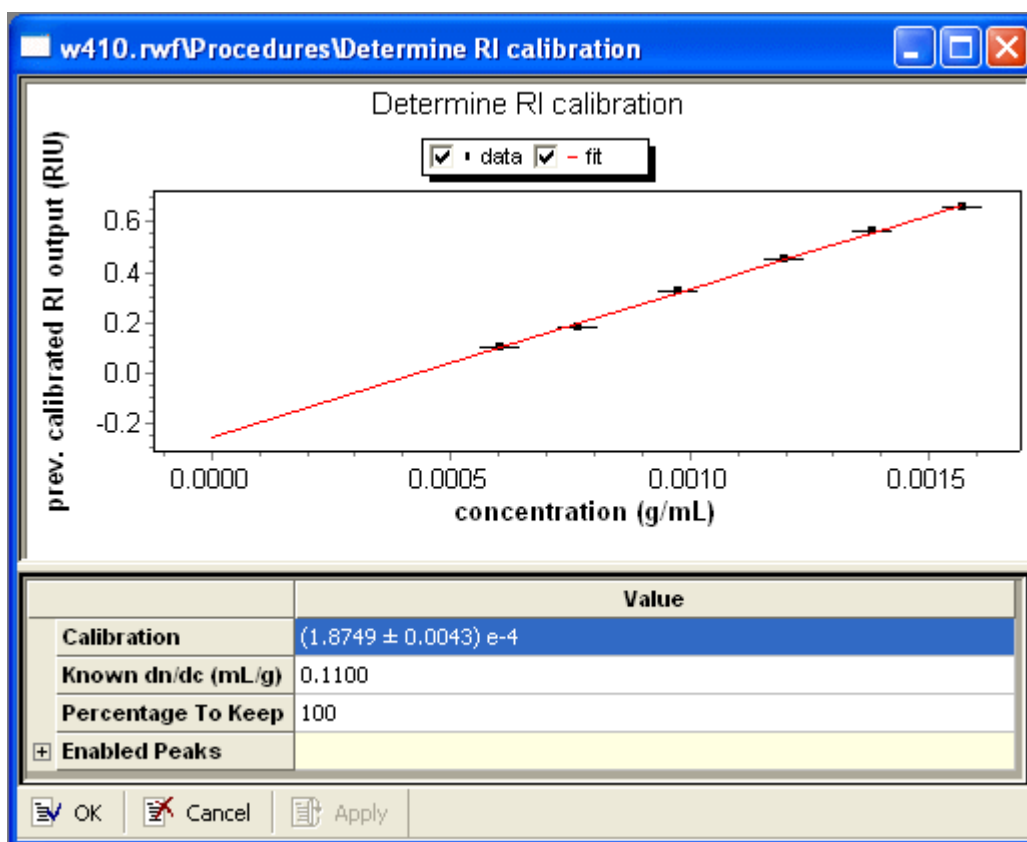 w410.rwf\Procedures\Determine RI calibration
Determine RI calibration
data fit
prev. calibrated RI output (RIU)
0.6
0.4
0.2
0.0
-0.2
0.0000 0.0005 0.0010 0.0015
concentration (g/mL)
Value
Calibration (1.8749 ± 0.0043) e-4
Known dn/dc (mL/g) 0.1100
Percentage To Keep 100
Enabled Peaks
OK Cancel Apply